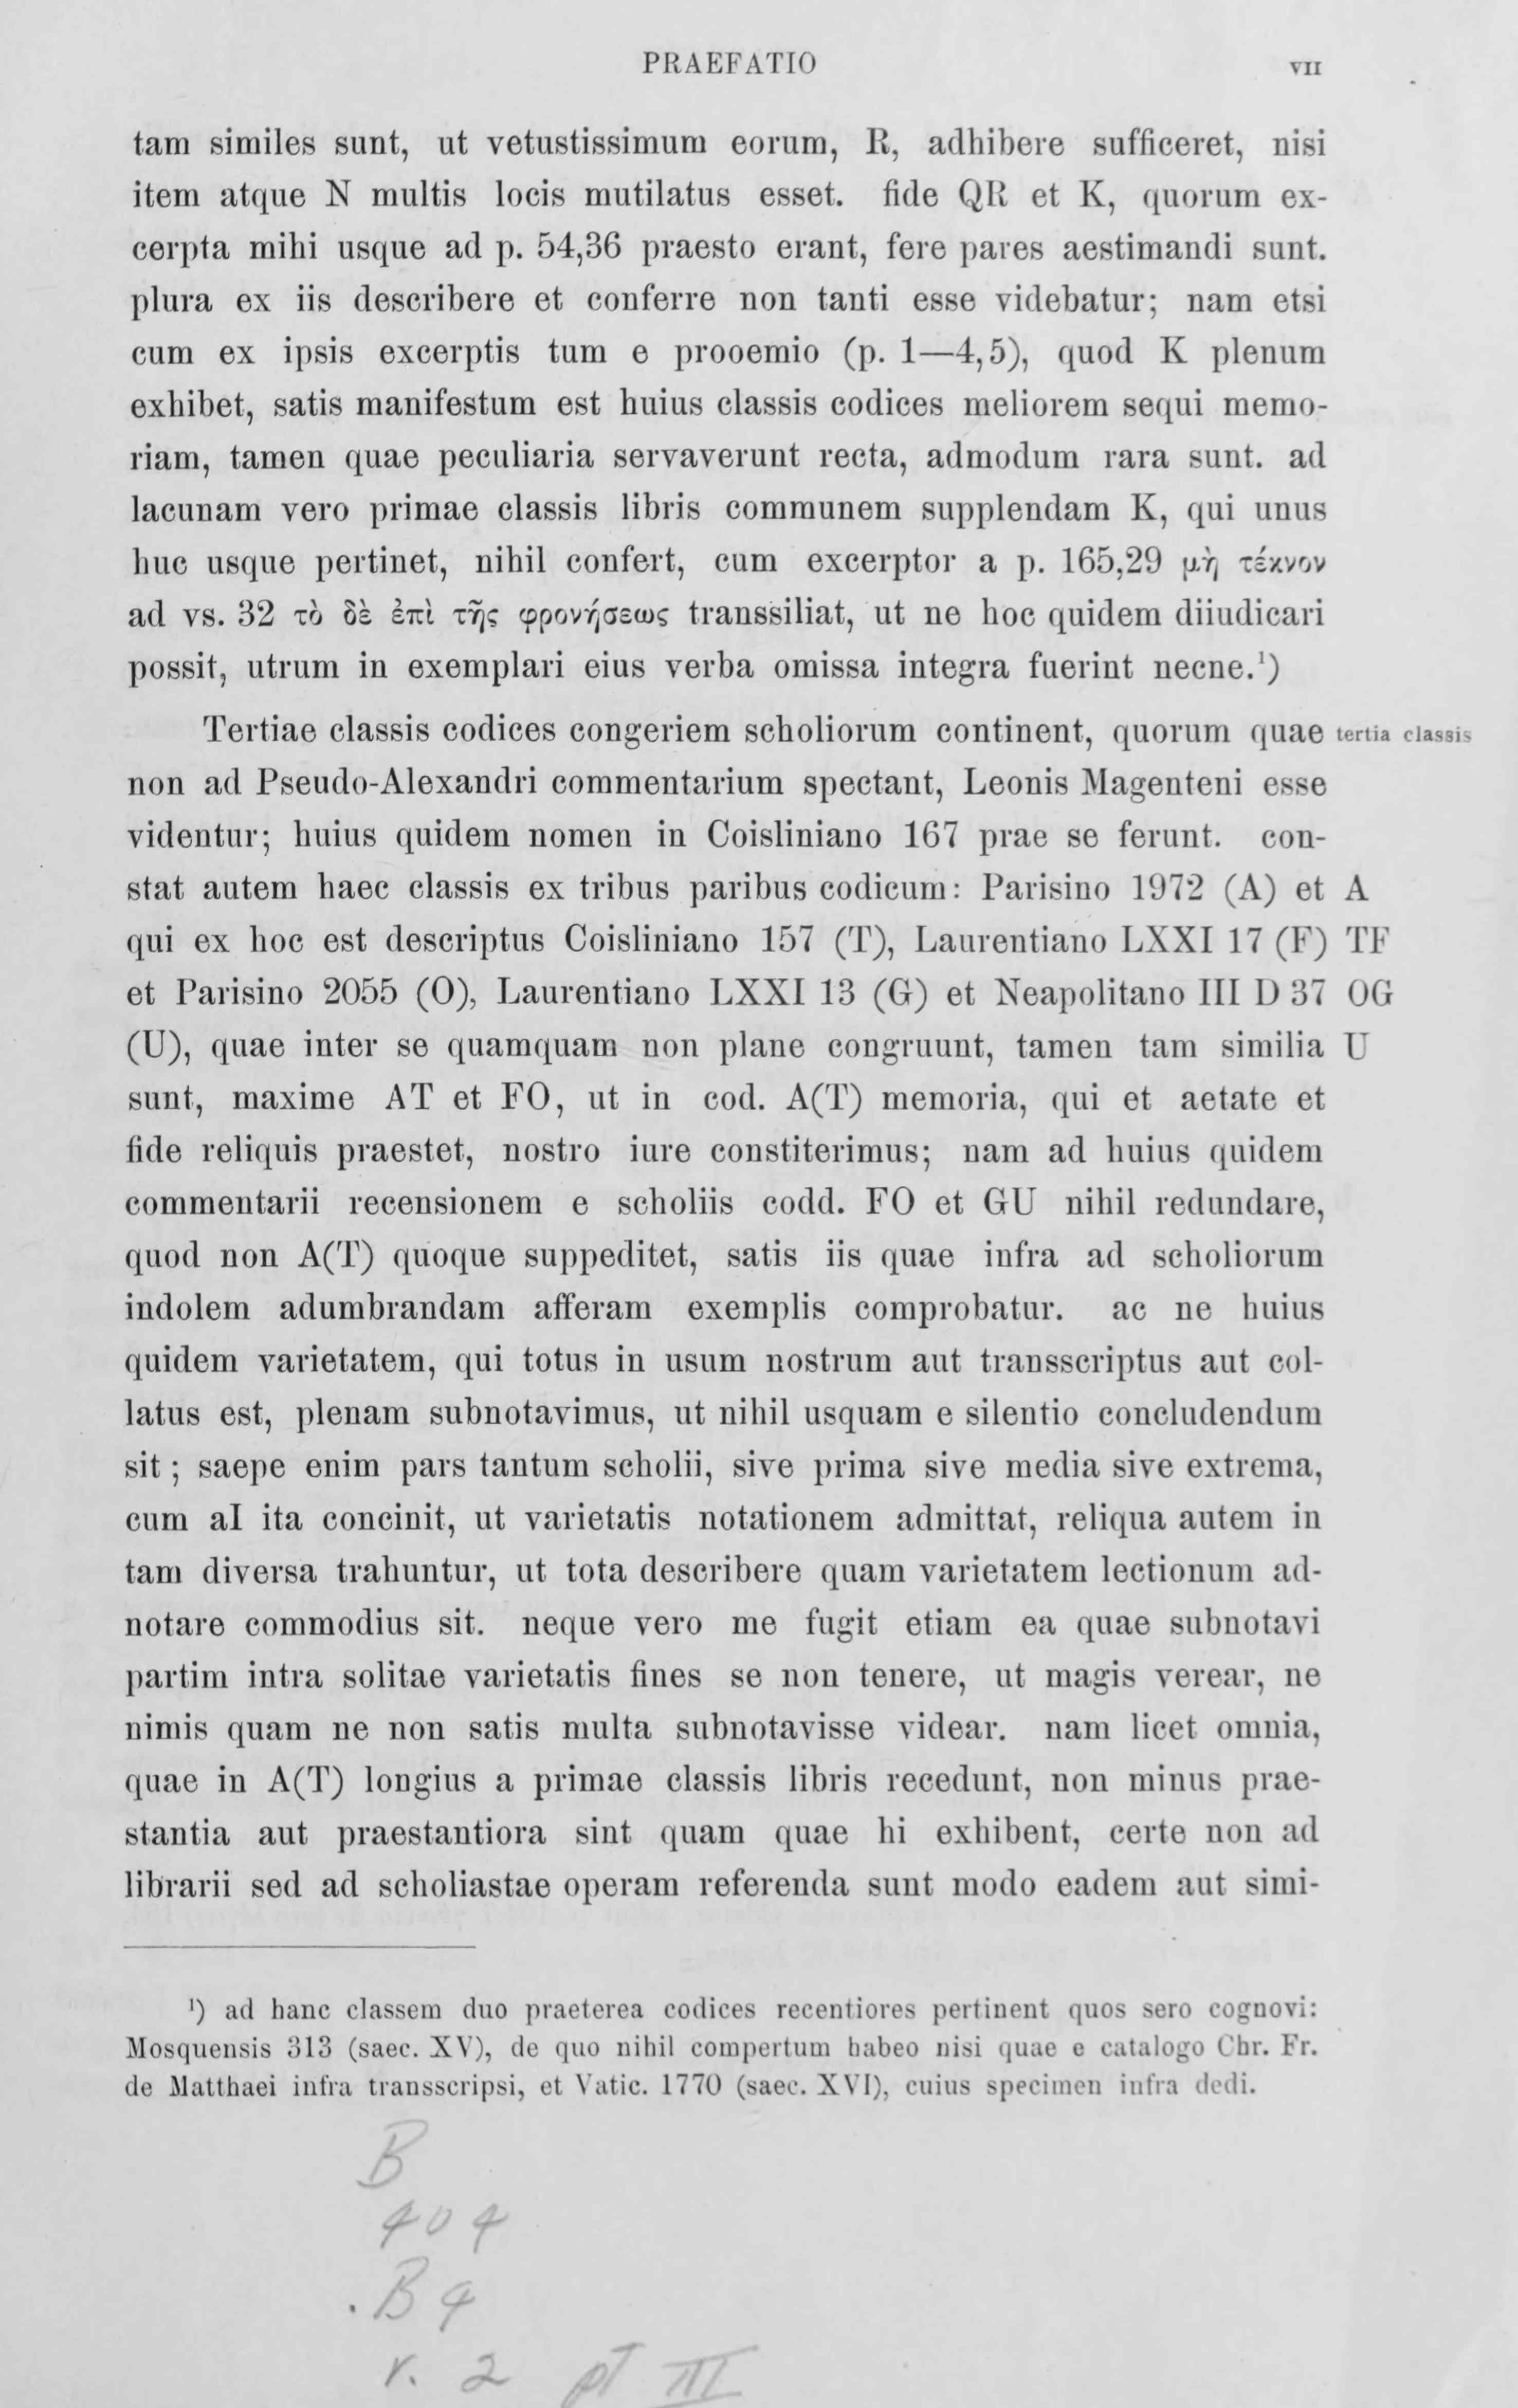 PRAEFATIO VII
tam similes sunt, ut vetustissimum eorum, R, adhibere sufficeret, nisi
item atque N multis locis mutilatus esset. fide QR et K, quorum ex-
cerpta mihi usque ad p. 54,36 praesto erant, fere pares aestimandi sunt.
plura ex iis describere et conferre non tanti esse videbatur; nam etsi
cum ex ipsis excerptis tum e prooemio (p. 1—4,5), quod K plenum
exhibet, satis manifestum est huius classis codices meliorem sequi memo-
riam, tamen quae peculiaria servaverunt recta, admodum rara sunt. ad
lacunam vero primae classis libris communem supplendam K, qui unus
huc usque pertinet, nihil confert, cum excerptor a p. 165,29 μὴ τέκνον
ad vs. 32 τὸ δὲ ἐπὶ τῆς φρονήσεως transsiliat, ut ne hoc quidem diiudicari
possit, utrum in exemplari eius verba omissa integra fuerint necne.¹)
Tertiae classis codices congeriem scholiorum continent, quorum quae tertia classis
non ad Pseudo-Alexandri commentarium spectant, Leonis Magenteni esse
videntur; huius quidem nomen in Coisliniano 167 prae se ferunt. con-
stat autem haec classis ex tribus paribus codicum: Parisino 1972 (A) et A
qui ex hoc est descriptus Coisliniano 157 (T), Laurentiano LXXI 17 (F) TF
et Parisino 2055 (O), Laurentiano LXXI 13 (G) et Neapolitano III D 37 OG
(U), quae inter se quamquam non plane congruunt, tamen tam similia U
sunt, maxime AT et FO, ut in cod. A(T) memoria, qui et aetate et
fide reliquis praestet, nostro iure constiterimus; nam ad huius quidem
commentarii recensionem e scholiis codd. FO et GU nihil redundare,
quod non A(T) quoque suppeditet, satis iis quae infra ad scholiorum
indolem adumbrandam afferam exemplis comprobatur. ac ne huius
quidem varietatem, qui totus in usum nostrum aut transscriptus aut col-
latus est, plenam subnotavimus, ut nihil usquam e silentio concludendum
sit; saepe enim pars tantum scholii, sive prima sive media sive extrema,
cum aI ita concinit, ut varietatis notationem admittat, reliqua autem in
tam diversa trahuntur, ut tota describere quam varietatem lectionum ad-
notare commodius sit. neque vero me fugit etiam ea quae subnotavi
partim intra solitae varietatis fines se non tenere, ut magis verear, ne
nimis quam ne non satis multa subnotavisse videar. nam licet omnia,
quae in A(T) longius a primae classis libris recedunt, non minus prae-
stantia aut praestantiora sint quam quae hi exhibent, certe non ad
librarii sed ad scholiastae operam referenda sunt modo eadem aut simi-
¹) ad hanc classem duo praeterea codices recentiores pertinent quos sero cognovi:
Mosquensis 313 (saec. XV), de quo nihil compertum habeo nisi quae e catalogo Chr. Fr.
de Matthaei infra transscripsi, et Vatic. 1770 (saec. XVI), cuius specimen infra dedi.
B
404
.B4
v. 2 pt III